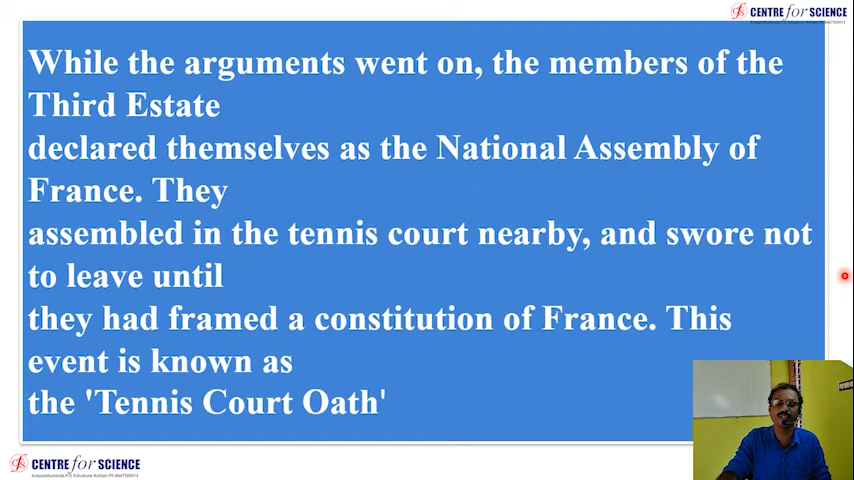 CENTRE for SCIENCE
While the arguments went on, the members of the
Third Estate
declared themselves as the National Assembly of
France. They
assembled in the tennis court nearby, and swore not
to leave until
they had framed a constitution of France. This
event is known as
the 'Tennis Court Oath'
CENTRE for SCIENCE